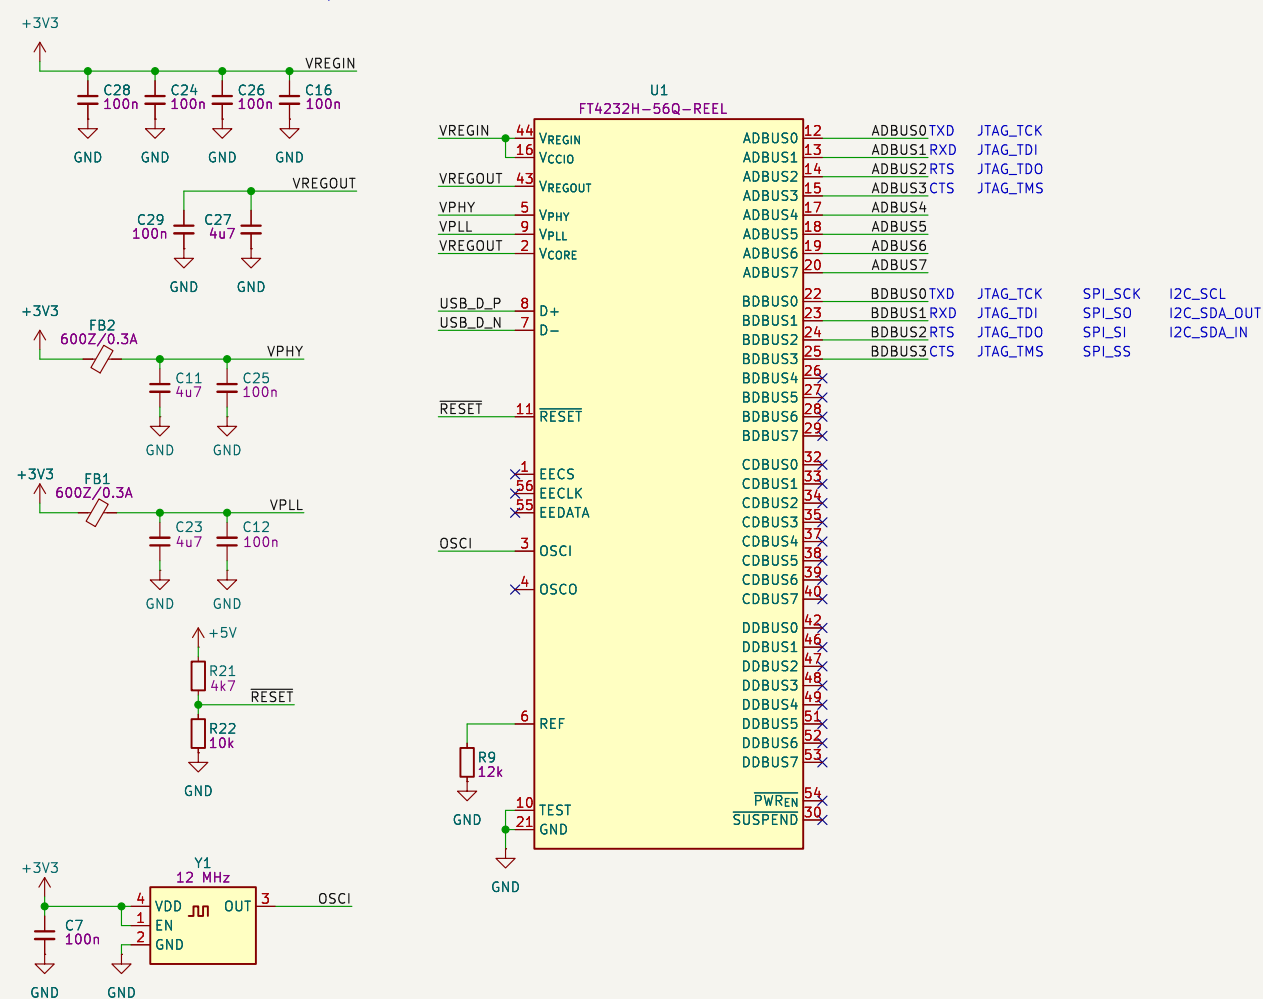 +3V3
VREGIN
C28 100n
C24 100n
C26 100n
C16 100n
GND GND GND GND
VREGOUT
C29 100n
C27 4u7
GND GND
+3V3
FB2
600Z/0.3A
VPHY
C11 4u7
C25 100n
GND GND
+3V3
FB1
600Z/0.3A
VPLL
C23 4u7
C12 100n
GND GND
+5V
R21
4k7
RESET
R22
10k
GND
+3V3
Y1
12 MHz
4 VDD
1 EN
2 GND
OUT 3
OSCI
C7
100n
GND GND
U1
FT4232H-56Q-REEL
VREGIN 44 VREGIN
16 VCCIO
VREGOUT 43 VREGOUT
VPHY 5 VPHY
VPLL 9 VPLL
VREGOUT 2 VCORE
USB_D_P 8 D+
USB_D_N 7 D-
RESET 11 RESET
1 EECS
56 EECLK
55 EEDATA
OSCI 3 OSCI
4 OSCO
6 REF
R9
12k
GND
10 TEST
21 GND
GND
ADBUS0 12 ADBUS0 TXD JTAG_TCK
ADBUS1 13 ADBUS1 RXD JTAG_TDI
ADBUS2 14 ADBUS2 RTS JTAG_TDO
ADBUS3 15 ADBUS3 CTS JTAG_TMS
ADBUS4 17 ADBUS4
ADBUS5 18 ADBUS5
ADBUS6 19 ADBUS6
ADBUS7 20 ADBUS7
BDBUS0 22 BDBUS0 TXD JTAG_TCK SPI_SCK I2C_SCL
BDBUS1 23 BDBUS1 RXD JTAG_TDI SPI_SO I2C_SDA_OUT
BDBUS2 24 BDBUS2 RTS JTAG_TDO SPI_SI I2C_SDA_IN
BDBUS3 25 BDBUS3 CTS JTAG_TMS SPI_SS
BDBUS4 26
BDBUS5 27
BDBUS6 28
BDBUS7 29
CDBUS0 32
CDBUS1 33
CDBUS2 34
CDBUS3 35
CDBUS4 37
CDBUS5 38
CDBUS6 39
CDBUS7 40
DDBUS0 42
DDBUS1 46
DDBUS2 47
DDBUS3 48
DDBUS4 49
DDBUS5 51
DDBUS6 52
DDBUS7 53
PWREN 54
SUSPEND 30